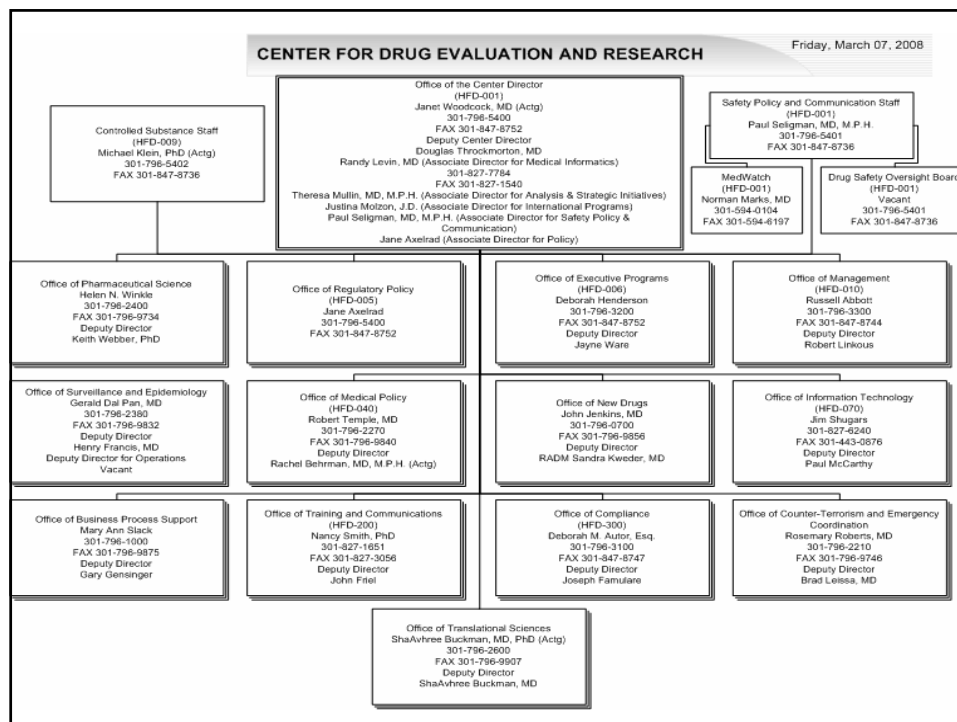 CENTER FOR DRUG EVALUATION AND RESEARCH
Friday, March 07, 2008
Office of the Center Director
(HFD-001)
Janet Woodcock, MD (Actg)
301-796-5400
FAX 301-847-8752
Deputy Center Director
Douglas Throckmorton, MD
Randy Levin, MD (Associate Director for Medical Informatics)
301-827-7784
FAX 301-827-1540
Theresa Mullin, MD, M.P.H. (Associate Director for Analysis & Strategic Initiatives)
Justina Molzon, J.D. (Associate Director for International Programs)
Paul Seligman, MD, M.P.H. (Associate Director for Safety Policy &
Communication)
Jane Axelrad (Associate Director for Policy)
Controlled Substance Staff
(HFD-009)
Michael Klein, PhD (Actg)
301-796-5402
FAX 301-847-8736
Safety Policy and Communication Staff
(HFD-001)
Paul Seligman, MD, M.P.H.
301-796-5401
FAX 301-847-8736
MedWatch
(HFD-001)
Norman Marks, MD
301-594-0104
FAX 301-594-6197
Drug Safety Oversight Board
(HFD-001)
Vacant
301-796-5401
FAX 301-847-8736
Office of Pharmaceutical Science
Helen N. Winkle
301-796-2400
FAX 301-796-9734
Deputy Director
Keith Webber, PhD
Office of Regulatory Policy
(HFD-005)
Jane Axelrad
301-796-5400
FAX 301-847-8752
Office of Executive Programs
(HFD-006)
Deborah Henderson
301-796-3200
FAX 301-847-8752
Deputy Director
Jayne Ware
Office of Management
(HFD-010)
Russell Abbott
301-796-3300
FAX 301-847-8744
Deputy Director
Robert Linkous
Office of Surveillance and Epidemiology
Gerald Dal Pan, MD
301-796-2380
FAX 301-796-9832
Deputy Director
Henry Francis, MD
Deputy Director for Operations
Vacant
Office of Medical Policy
(HFD-040)
Robert Temple, MD
301-796-2270
FAX 301-796-9840
Deputy Director
Rachel Behrman, MD, M.P.H. (Actg)
Office of New Drugs
John Jenkins, MD
301-796-0700
FAX 301-796-9856
Deputy Director
RADM Sandra Kweder, MD
Office of Information Technology
(HFD-070)
Jim Shugars
301-827-6240
FAX 301-443-0876
Deputy Director
Paul McCarthy
Office of Business Process Support
Mary Ann Slack
301-796-1000
FAX 301-796-9875
Deputy Director
Gary Gensinger
Office of Training and Communications
(HFD-200)
Nancy Smith, PhD
301-827-1651
FAX 301-827-3056
Deputy Director
John Friel
Office of Compliance
(HFD-300)
Deborah M. Autor, Esq.
301-796-3100
FAX 301-847-8747
Deputy Director
Joseph Famulare
Office of Counter-Terrorism and Emergency
Coordination
Rosemary Roberts, MD
301-796-2210
FAX 301-796-9746
Deputy Director
Brad Leissa, MD
Office of Translational Sciences
ShaAvhree Buckman, MD, PhD (Actg)
301-796-2600
FAX 301-796-9907
Deputy Director
ShaAvhree Buckman, MD